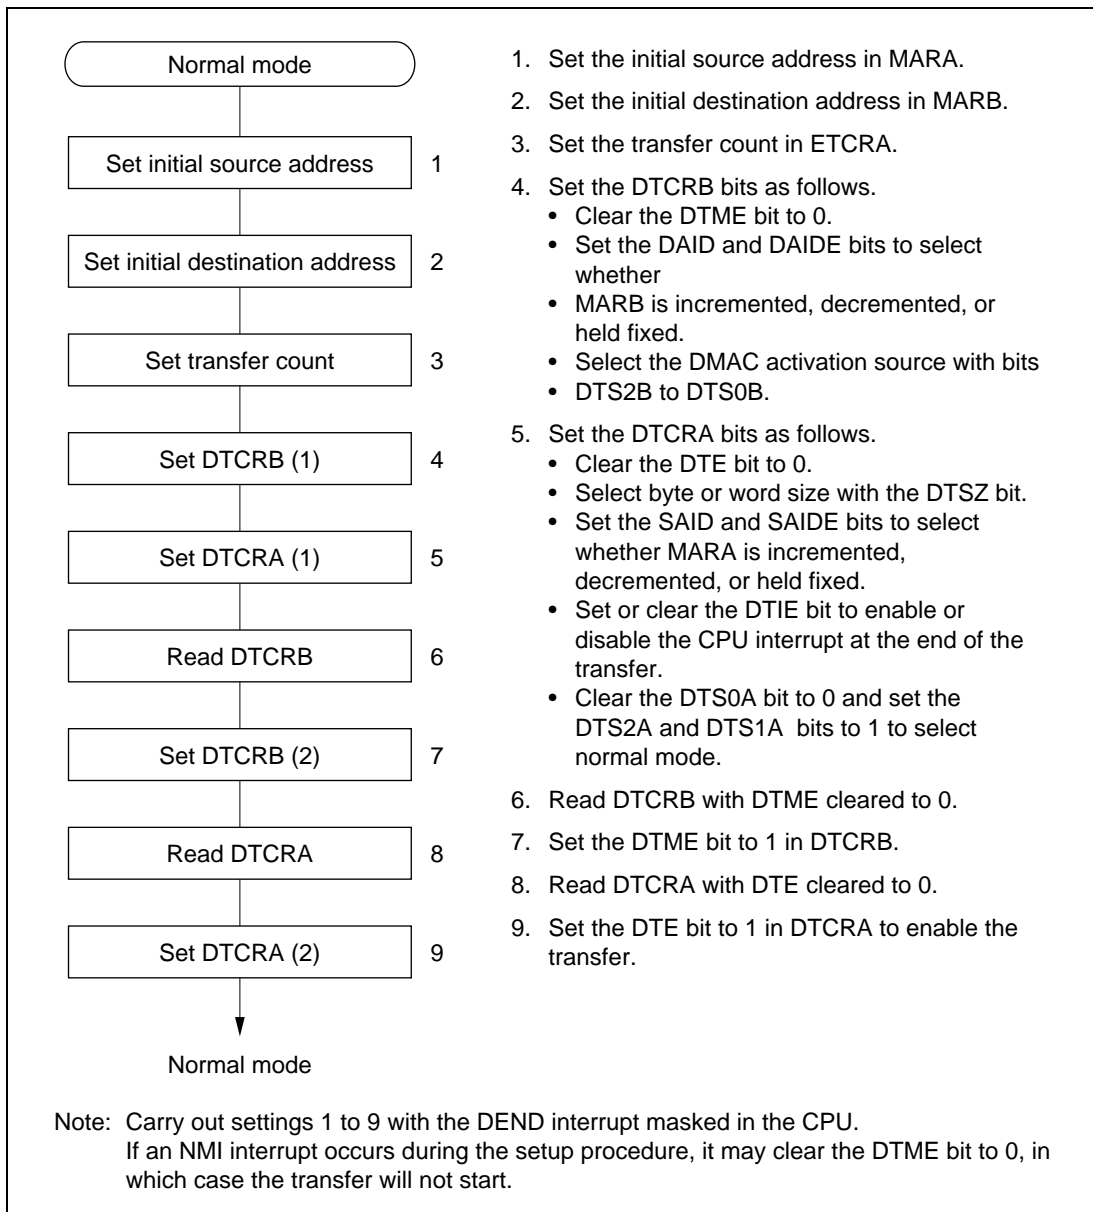 Normal mode
Set initial source address 1
Set initial destination address 2
Set transfer count 3
Set DTCRB (1) 4
Set DTCRA (1) 5
Read DTCRB 6
Set DTCRB (2) 7
Read DTCRA 8
Set DTCRA (2) 9
Normal mode
1. Set the initial source address in MARA.
2. Set the initial destination address in MARB.
3. Set the transfer count in ETCRA.
4. Set the DTCRB bits as follows.
• Clear the DTME bit to 0.
• Set the DAID and DAIDE bits to select
whether
• MARB is incremented, decremented, or
held fixed.
• Select the DMAC activation source with bits
• DTS2B to DTS0B.
5. Set the DTCRA bits as follows.
• Clear the DTE bit to 0.
• Select byte or word size with the DTSZ bit.
• Set the SAID and SAIDE bits to select
whether MARA is incremented,
decremented, or held fixed.
• Set or clear the DTIE bit to enable or
disable the CPU interrupt at the end of the
transfer.
• Clear the DTS0A bit to 0 and set the
DTS2A and DTS1A bits to 1 to select
normal mode.
6. Read DTCRB with DTME cleared to 0.
7. Set the DTME bit to 1 in DTCRB.
8. Read DTCRA with DTE cleared to 0.
9. Set the DTE bit to 1 in DTCRA to enable the
transfer.
Note: Carry out settings 1 to 9 with the DEND interrupt masked in the CPU.
If an NMI interrupt occurs during the setup procedure, it may clear the DTME bit to 0, in
which case the transfer will not start.